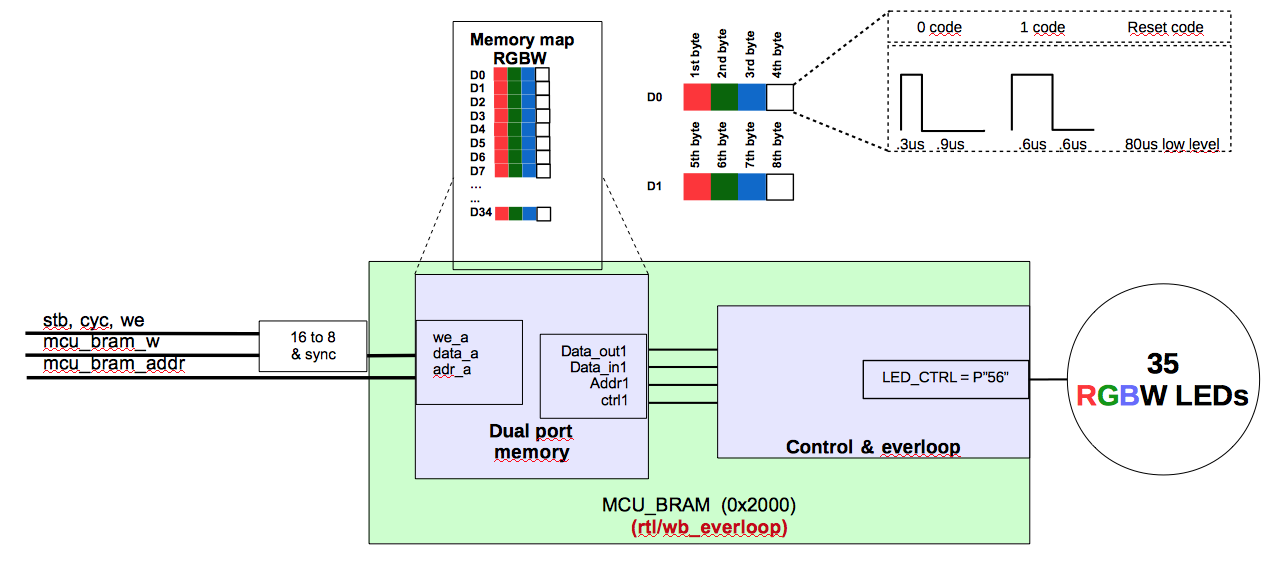 Memory map
RGBW
D0
D1
D2
D3
D4
D5
D6
D7
...
...
D34
1st byte
2nd byte
3rd byte
4th byte
D0
5th byte
6th byte
7th byte
8th byte
D1
0 code
1 code
Reset code
.3us
.9us
.6us
.6us
80us low level
stb, cyc, we
mcu_bram_w
mcu_bram_addr
16 to 8
& sync
we_a
data_a
adr_a
Data_out1
Data_in1
Addr1
ctrl1
Dual port
memory
LED_CTRL = P"56"
Control & everloop
35
RGBW LEDs
MCU_BRAM (0x2000)
(rtl/wb_everloop)